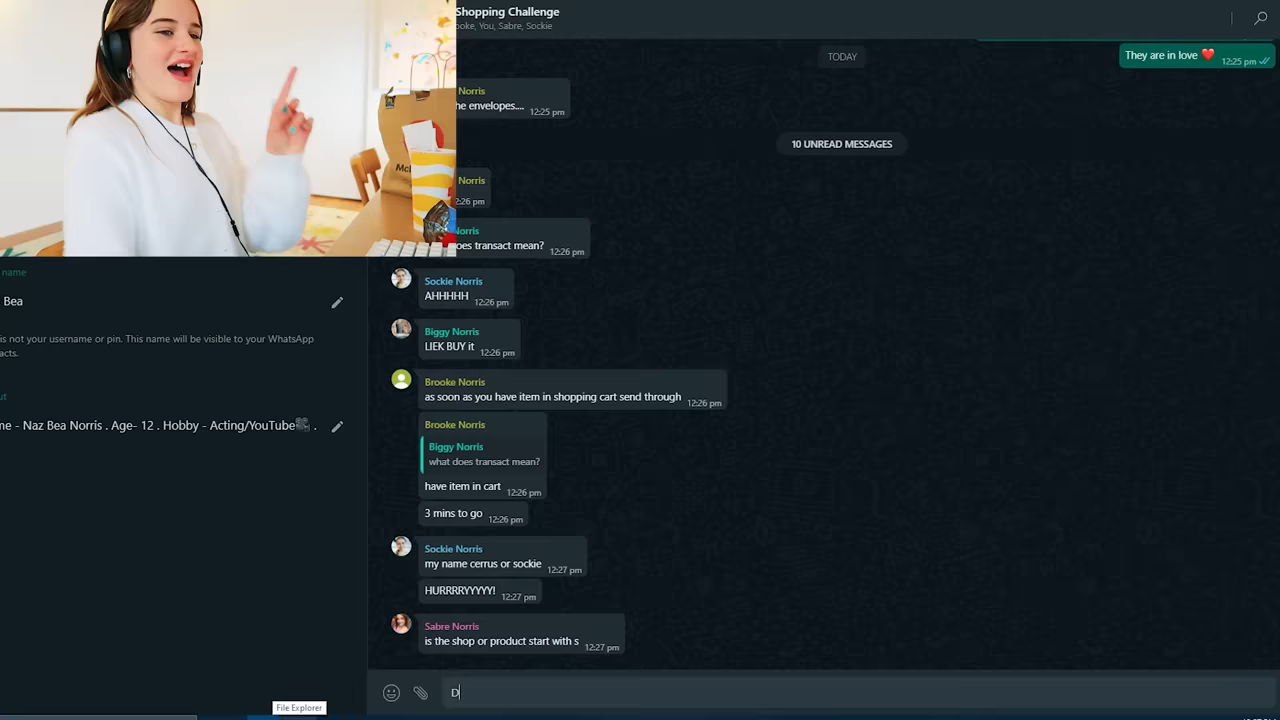 Shopping Challenge
ooke, You, Sabre, Sockie
TODAY
They are in love ❤️ 12:25 pm
Norris
he envelopes.... 12:25 pm
10 UNREAD MESSAGES
Norris
2:26 pm
Norris
oes transact mean? 12:26 pm
Sockie Norris
AHHHHH 12:26 pm
Biggy Norris
LIEK BUY it 12:26 pm
Brooke Norris
as soon as you have item in shopping cart send through 12:26 pm
Brooke Norris
Biggy Norris
what does transact mean?
have item in cart 12:26 pm
3 mins to go 12:26 pm
Sockie Norris
my name cerrus or sockie 12:27 pm
HURRRRYYYYY! 12:27 pm
Sabre Norris
is the shop or product start with s 12:27 pm
D
name
Bea
is not your username or pin. This name will be visible to your WhatsApp
acts.
ut
me - Naz Bea Norris . Age- 12 . Hobby - Acting/YouTube🎥 .
File Explorer